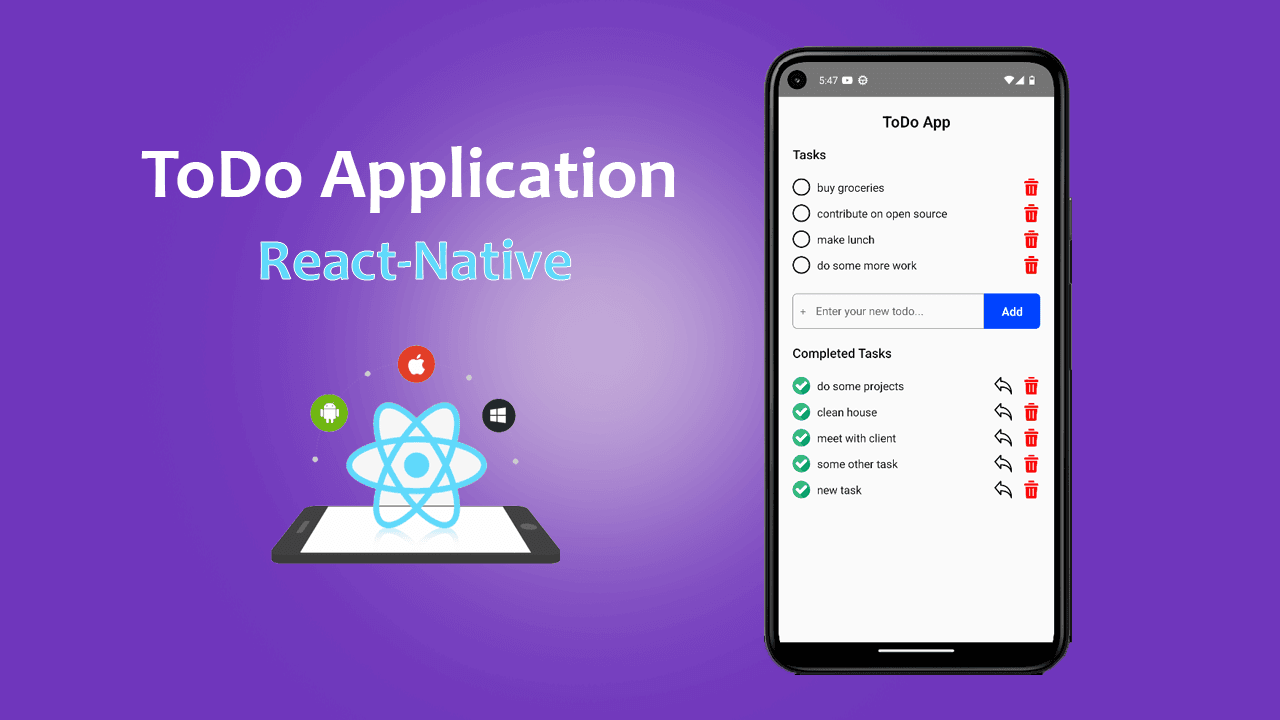 ToDo Application
React-Native
5:47
ToDo App
Tasks
buy groceries
contribute on open source
make lunch
do some more work
+ Enter your new todo... Add
Completed Tasks
do some projects
clean house
meet with client
some other task
new task